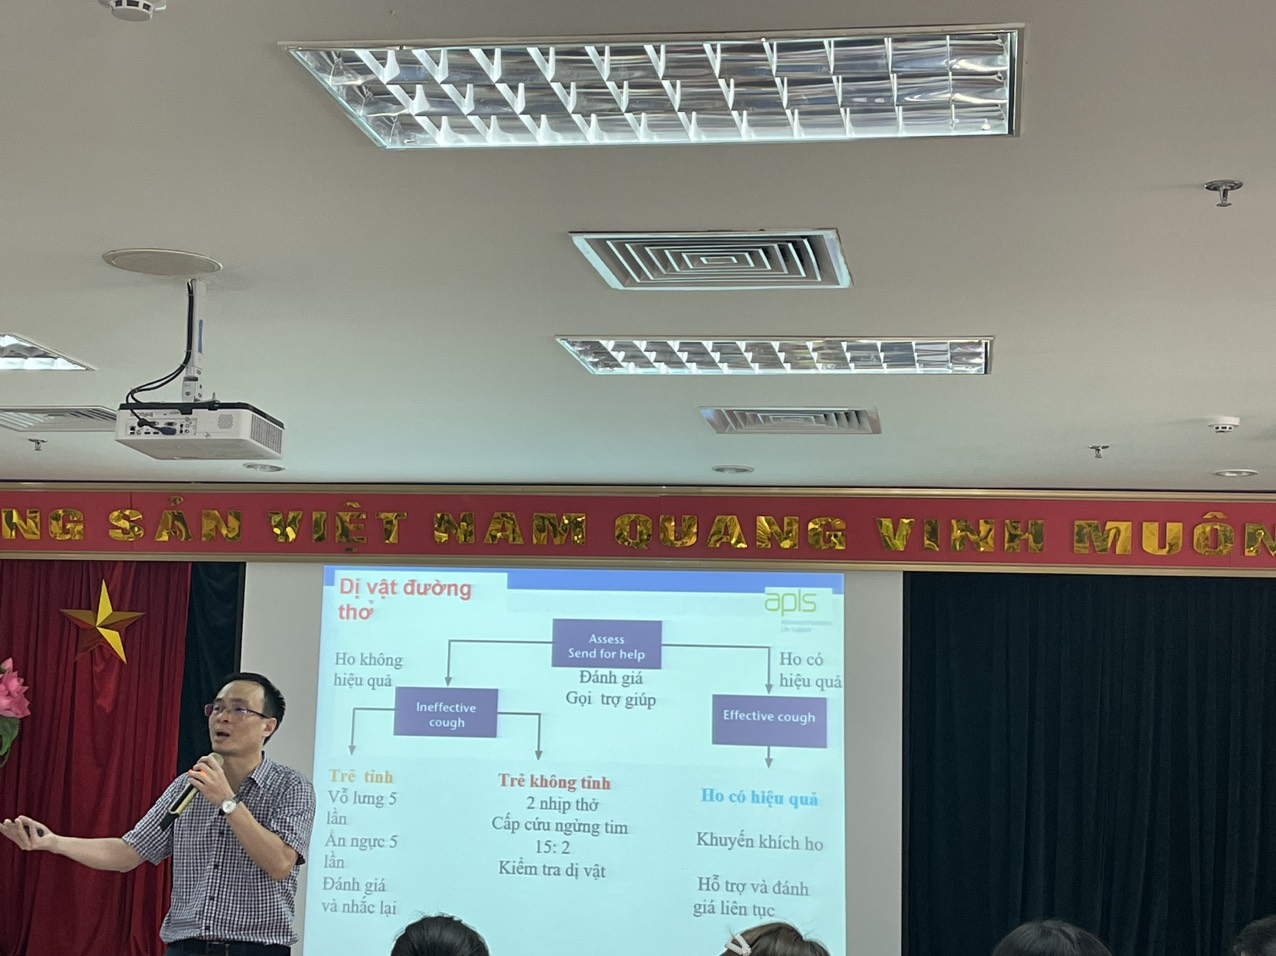 NG SẢN VIỆT NAM QUANG VINH MUÔN
Dị vật đường
thở
apls
Assess
Send for help
Đánh giá
Gọi trợ giúp
Ho không
hiệu quả
Ho có
hiệu quả
Ineffective
cough
Effective cough
Trẻ tỉnh
Vỗ lưng 5
lần
Ấn ngực 5
lần
Đánh giá
và nhắc lại
Trẻ không tỉnh
2 nhịp thở
Cấp cứu ngừng tim
15: 2
Kiểm tra dị vật
Ho có hiệu quả
Khuyến khích ho
Hỗ trợ và đánh
giá liên tục